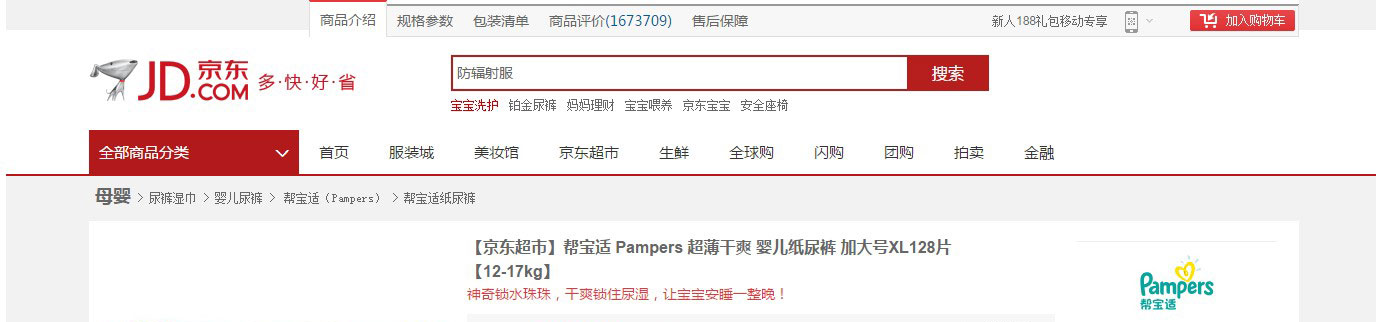 商品介绍 规格参数 包装清单 商品评价(1673709) 售后保障 新人188礼包移动专享 加入购物车
JD.COM 京东 多·快·好·省
防辐射服 搜索
宝宝洗护 铂金尿裤 妈妈理财 宝宝喂养 京东宝宝 安全座椅
全部商品分类 首页 服装城 美妆馆 京东超市 生鲜 全球购 闪购 团购 拍卖 金融
母婴 > 尿裤湿巾 > 婴儿尿裤 > 帮宝适（Pampers） > 帮宝适纸尿裤
【京东超市】帮宝适 Pampers 超薄干爽 婴儿纸尿裤 加大号XL128片
【12-17kg】
神奇锁水珠珠，干爽锁住尿湿，让宝宝安睡一整晚！
Pampers
帮宝适